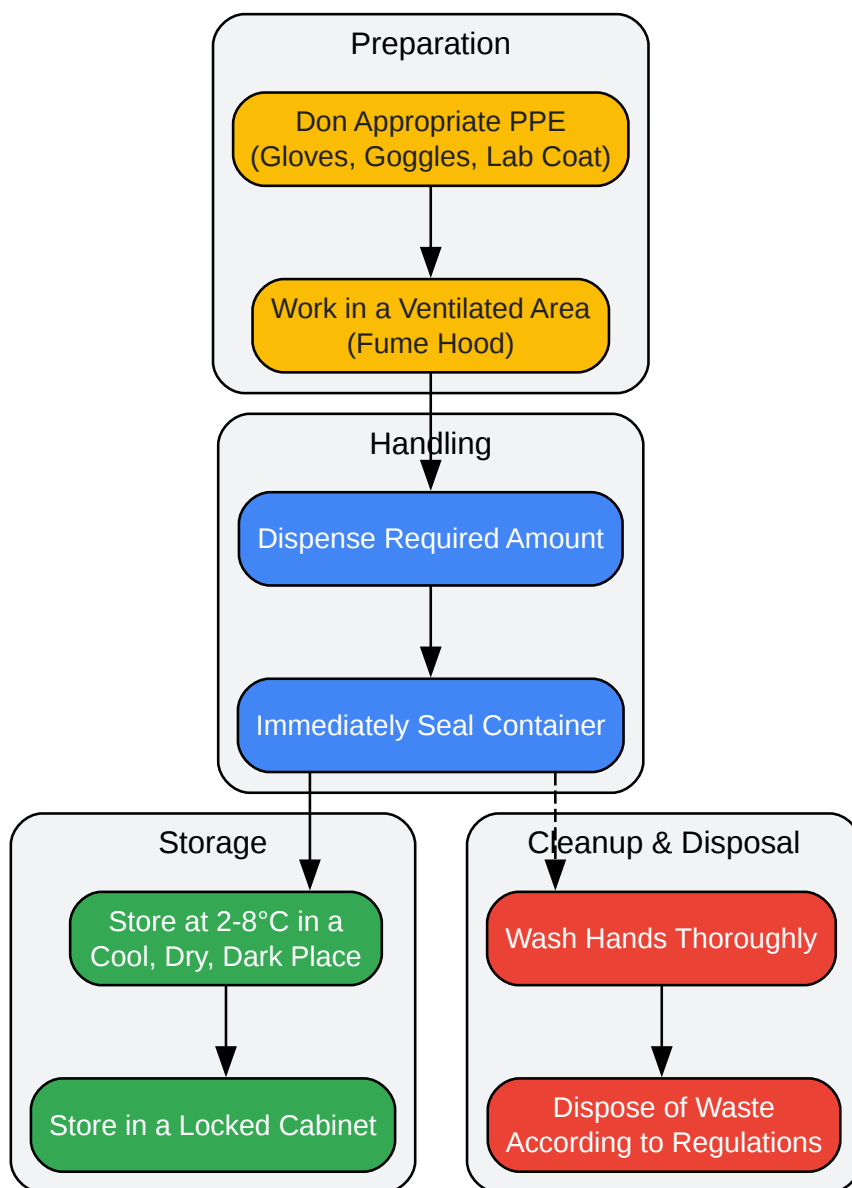 Preparation
Don Appropriate PPE
(Gloves, Goggles, Lab Coat)
Work in a Ventilated Area
(Fume Hood)
Handling
Dispense Required Amount
Immediately Seal Container
Storage
Store at 2-8°C in a
Cool, Dry, Dark Place
Store in a Locked Cabinet
Cleanup & Disposal
Wash Hands Thoroughly
Dispose of Waste
According to Regulations